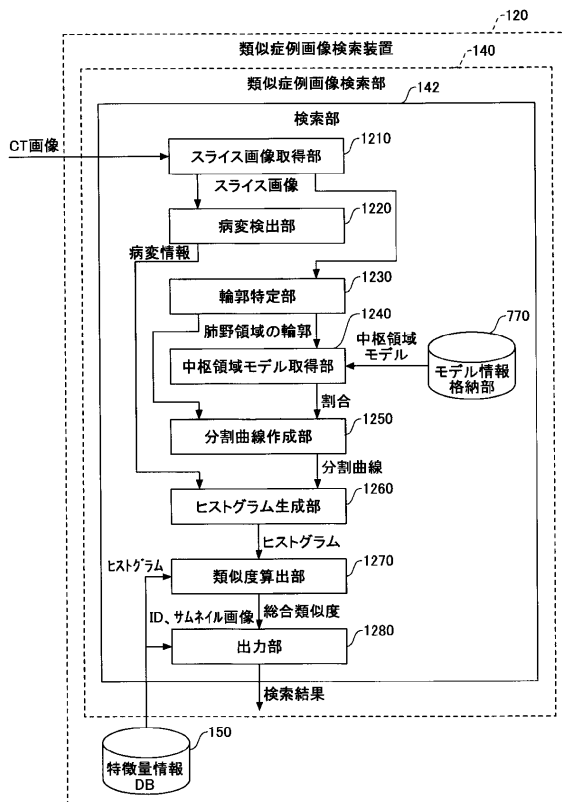 120
類似症例画像検索装置
140
類似症例画像検索部
142
検索部
CT画像
スライス画像取得部
1210
スライス画像
病変検出部
1220
病変情報
輪郭特定部
1230
肺野領域の輪郭
1240
中枢領域モデル取得部
中枢領域
モデル
770
モデル情報
格納部
割合
分割曲線作成部
1250
分割曲線
ヒストグラム生成部
1260
ヒストグラム
ヒストグラム
類似度算出部
1270
ID、サムネイル画像
総合類似度
出力部
1280
検索結果
150
特徴量情報
DB